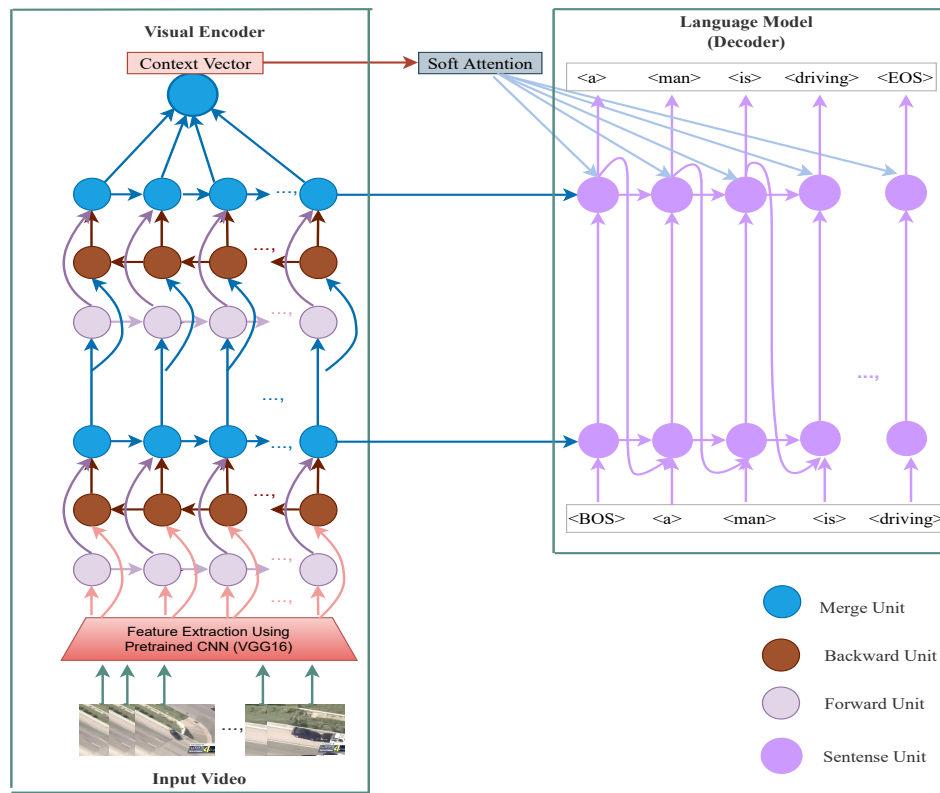 Visual Encoder
Context Vector
Soft Attention
Language Model
(Decoder)
<a>
<man>
<is>
<driving>
<EOS>
...,
...,
...,
...,
...,
...,
...,
...,
...,
<BOS>
<a>
<man>
<is>
<driving>
Feature Extraction Using
Pretrained CNN (VGG16)
...,
Input Video
Merge Unit
Backward Unit
Forward Unit
Sentense Unit